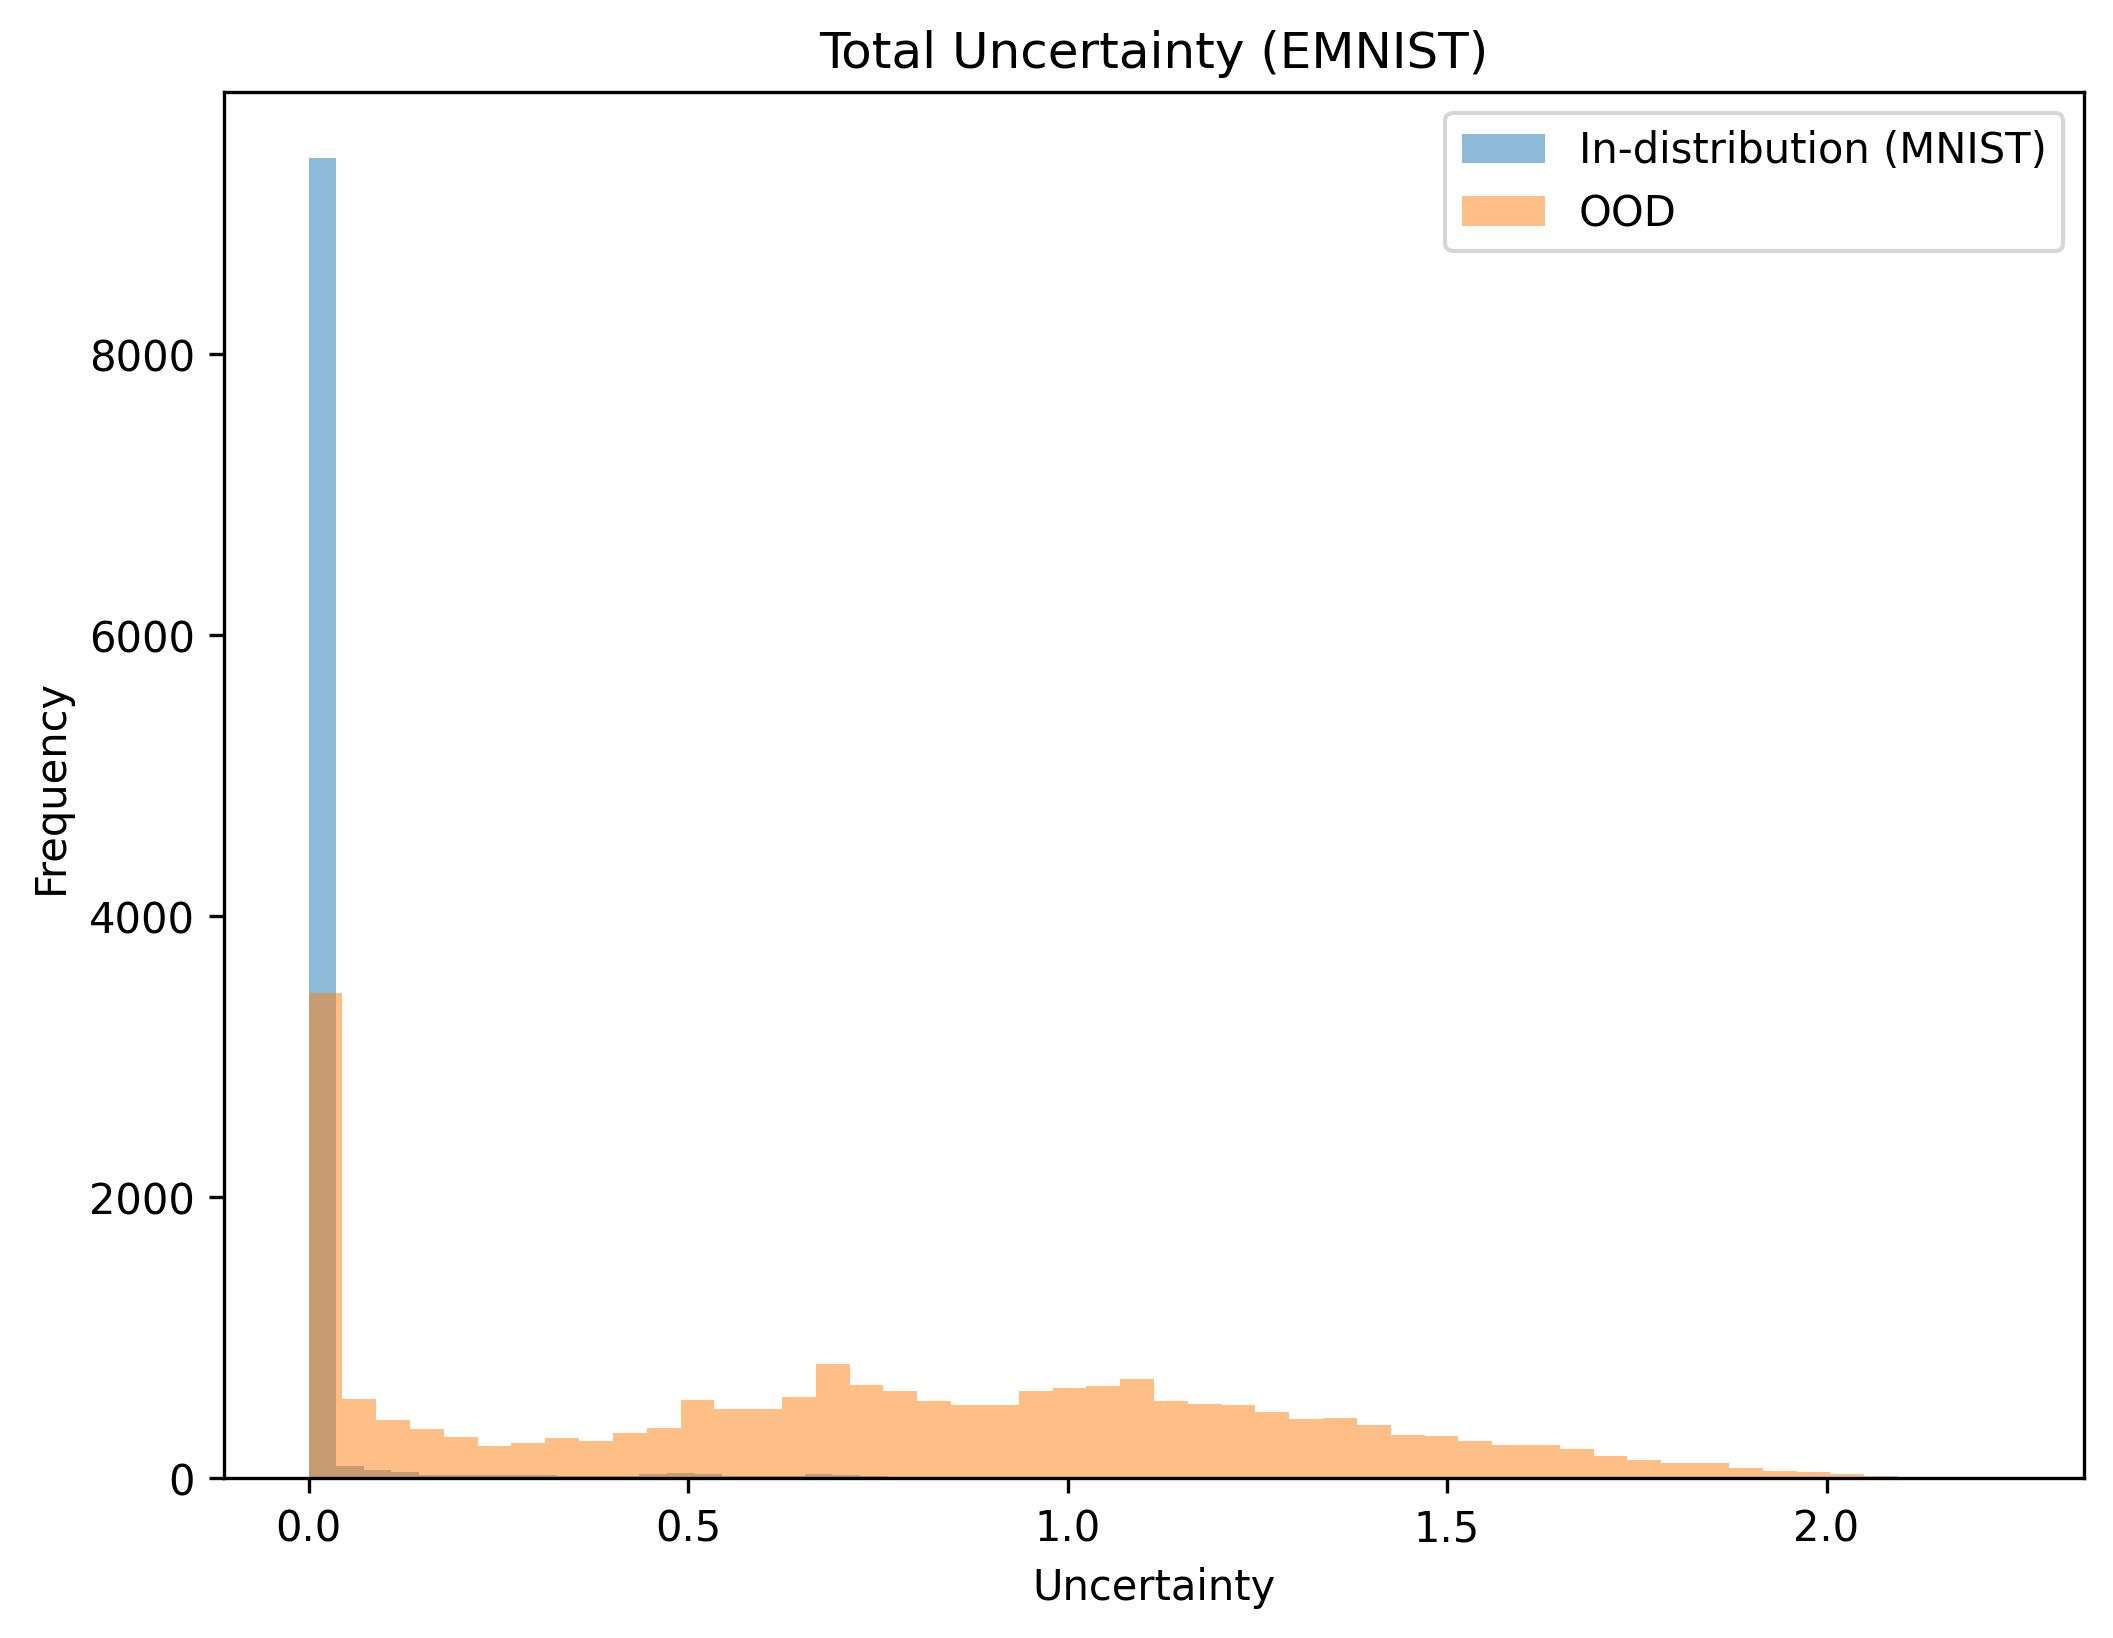 Total Uncertainty (EMNIST)
In-distribution (MNIST)
OOD
Frequency
8000
6000
4000
2000
0
0.0 0.5 1.0 1.5 2.0
Uncertainty